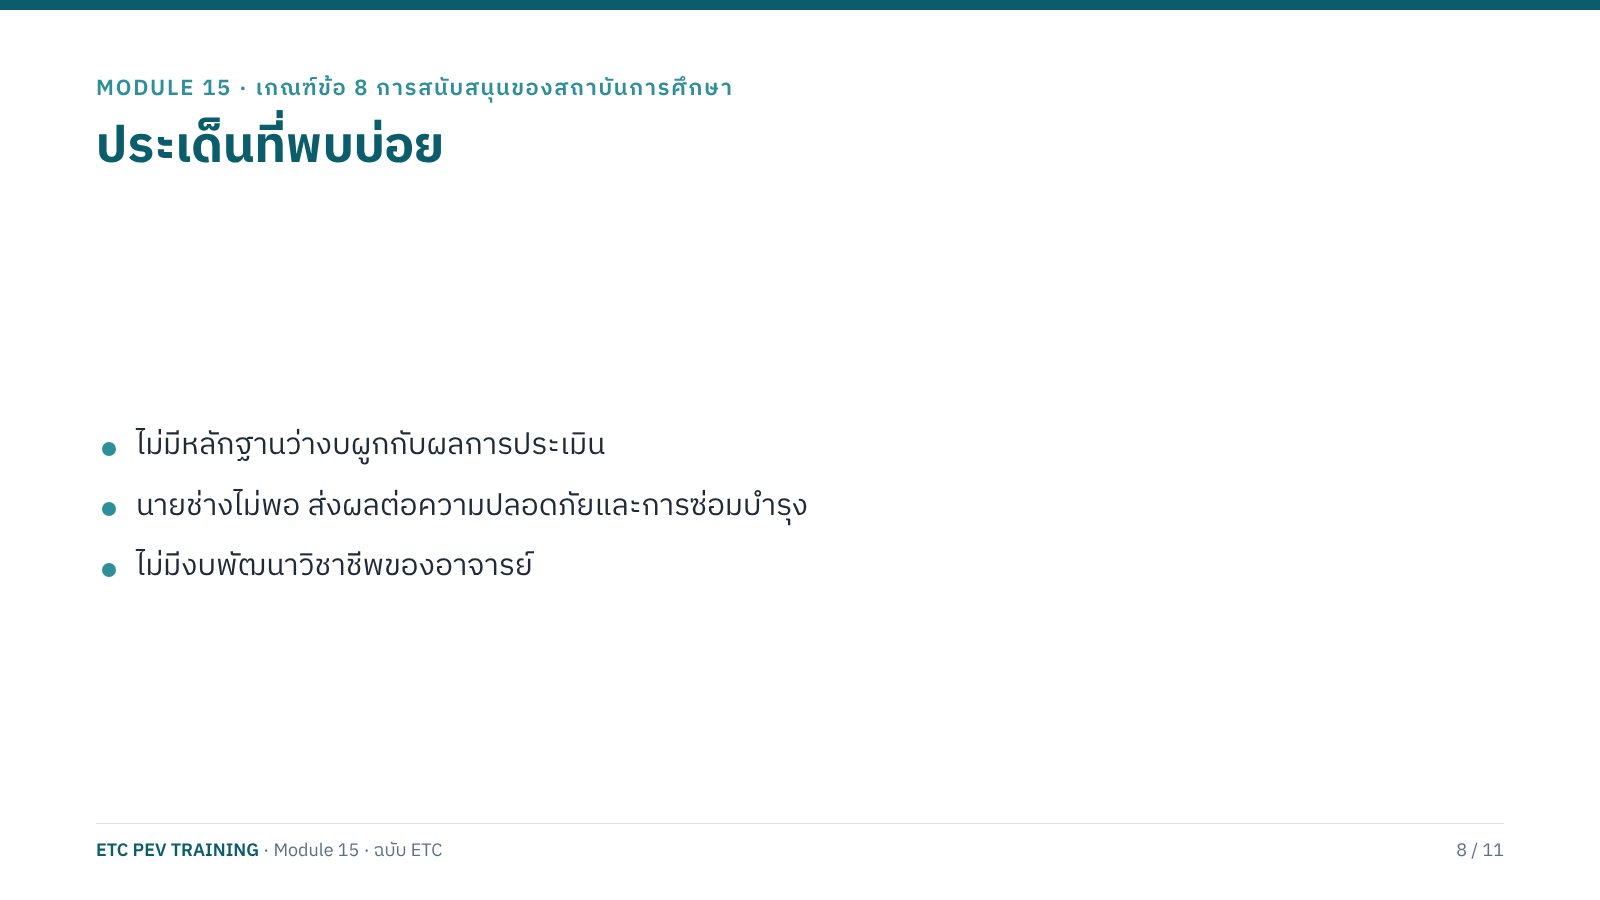 MODULE 15 · เกณฑ์ข้อ 8 การสนับสนุนของสถาบันการศึกษา
ประเด็นที่พบบ่อย
ไม่มีหลักฐานว่างบผูกกับผลการประเมิน
นายช่างไม่พอ ส่งผลต่อความปลอดภัยและการซ่อมบำรุง
ไม่มีงบพัฒนาวิชาชีพของอาจารย์
ETC PEV TRAINING · Module 15 · ฉบับ ETC
8 / 11